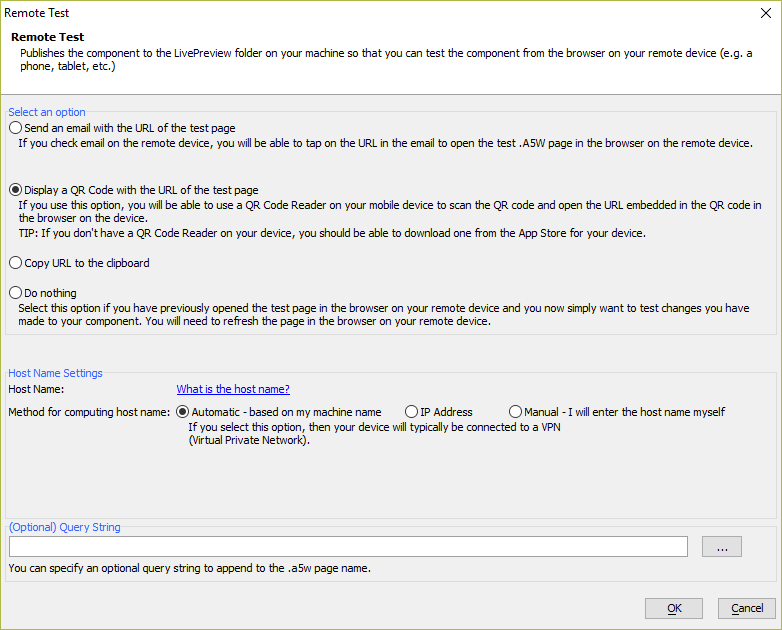 Remote Test
Remote Test
Publishes the component to the LivePreview folder on your machine so that you can test the component from the browser on your remote device (e.g. a
phone, tablet, etc.)
Select an option
Send an email with the URL of the test page
If you check email on the remote device, you will be able to tap on the URL in the email to open the test .A5W page in the browser on the remote device.
Display a QR Code with the URL of the test page
If you use this option, you will be able to use a QR Code Reader on your mobile device to scan the QR code and open the URL embedded in the QR code in
the browser on the device.
TIP: If you don't have a QR Code Reader on your device, you should be able to download one from the App Store for your device.
Copy URL to the clipboard
Do nothing
Select this option if you have previously opened the test page in the browser on your remote device and you now simply want to test changes you have
made to your component. You will need to refresh the page in the browser on your remote device.
Host Name Settings
Host Name: What is the host name?
Method for computing host name: Automatic - based on my machine name IP Address Manual - I will enter the host name myself
If you select this option, then your device will typically be connected to a VPN
(Virtual Private Network).
(Optional) Query String
...
You can specify an optional query string to append to the .a5w page name.
OK Cancel